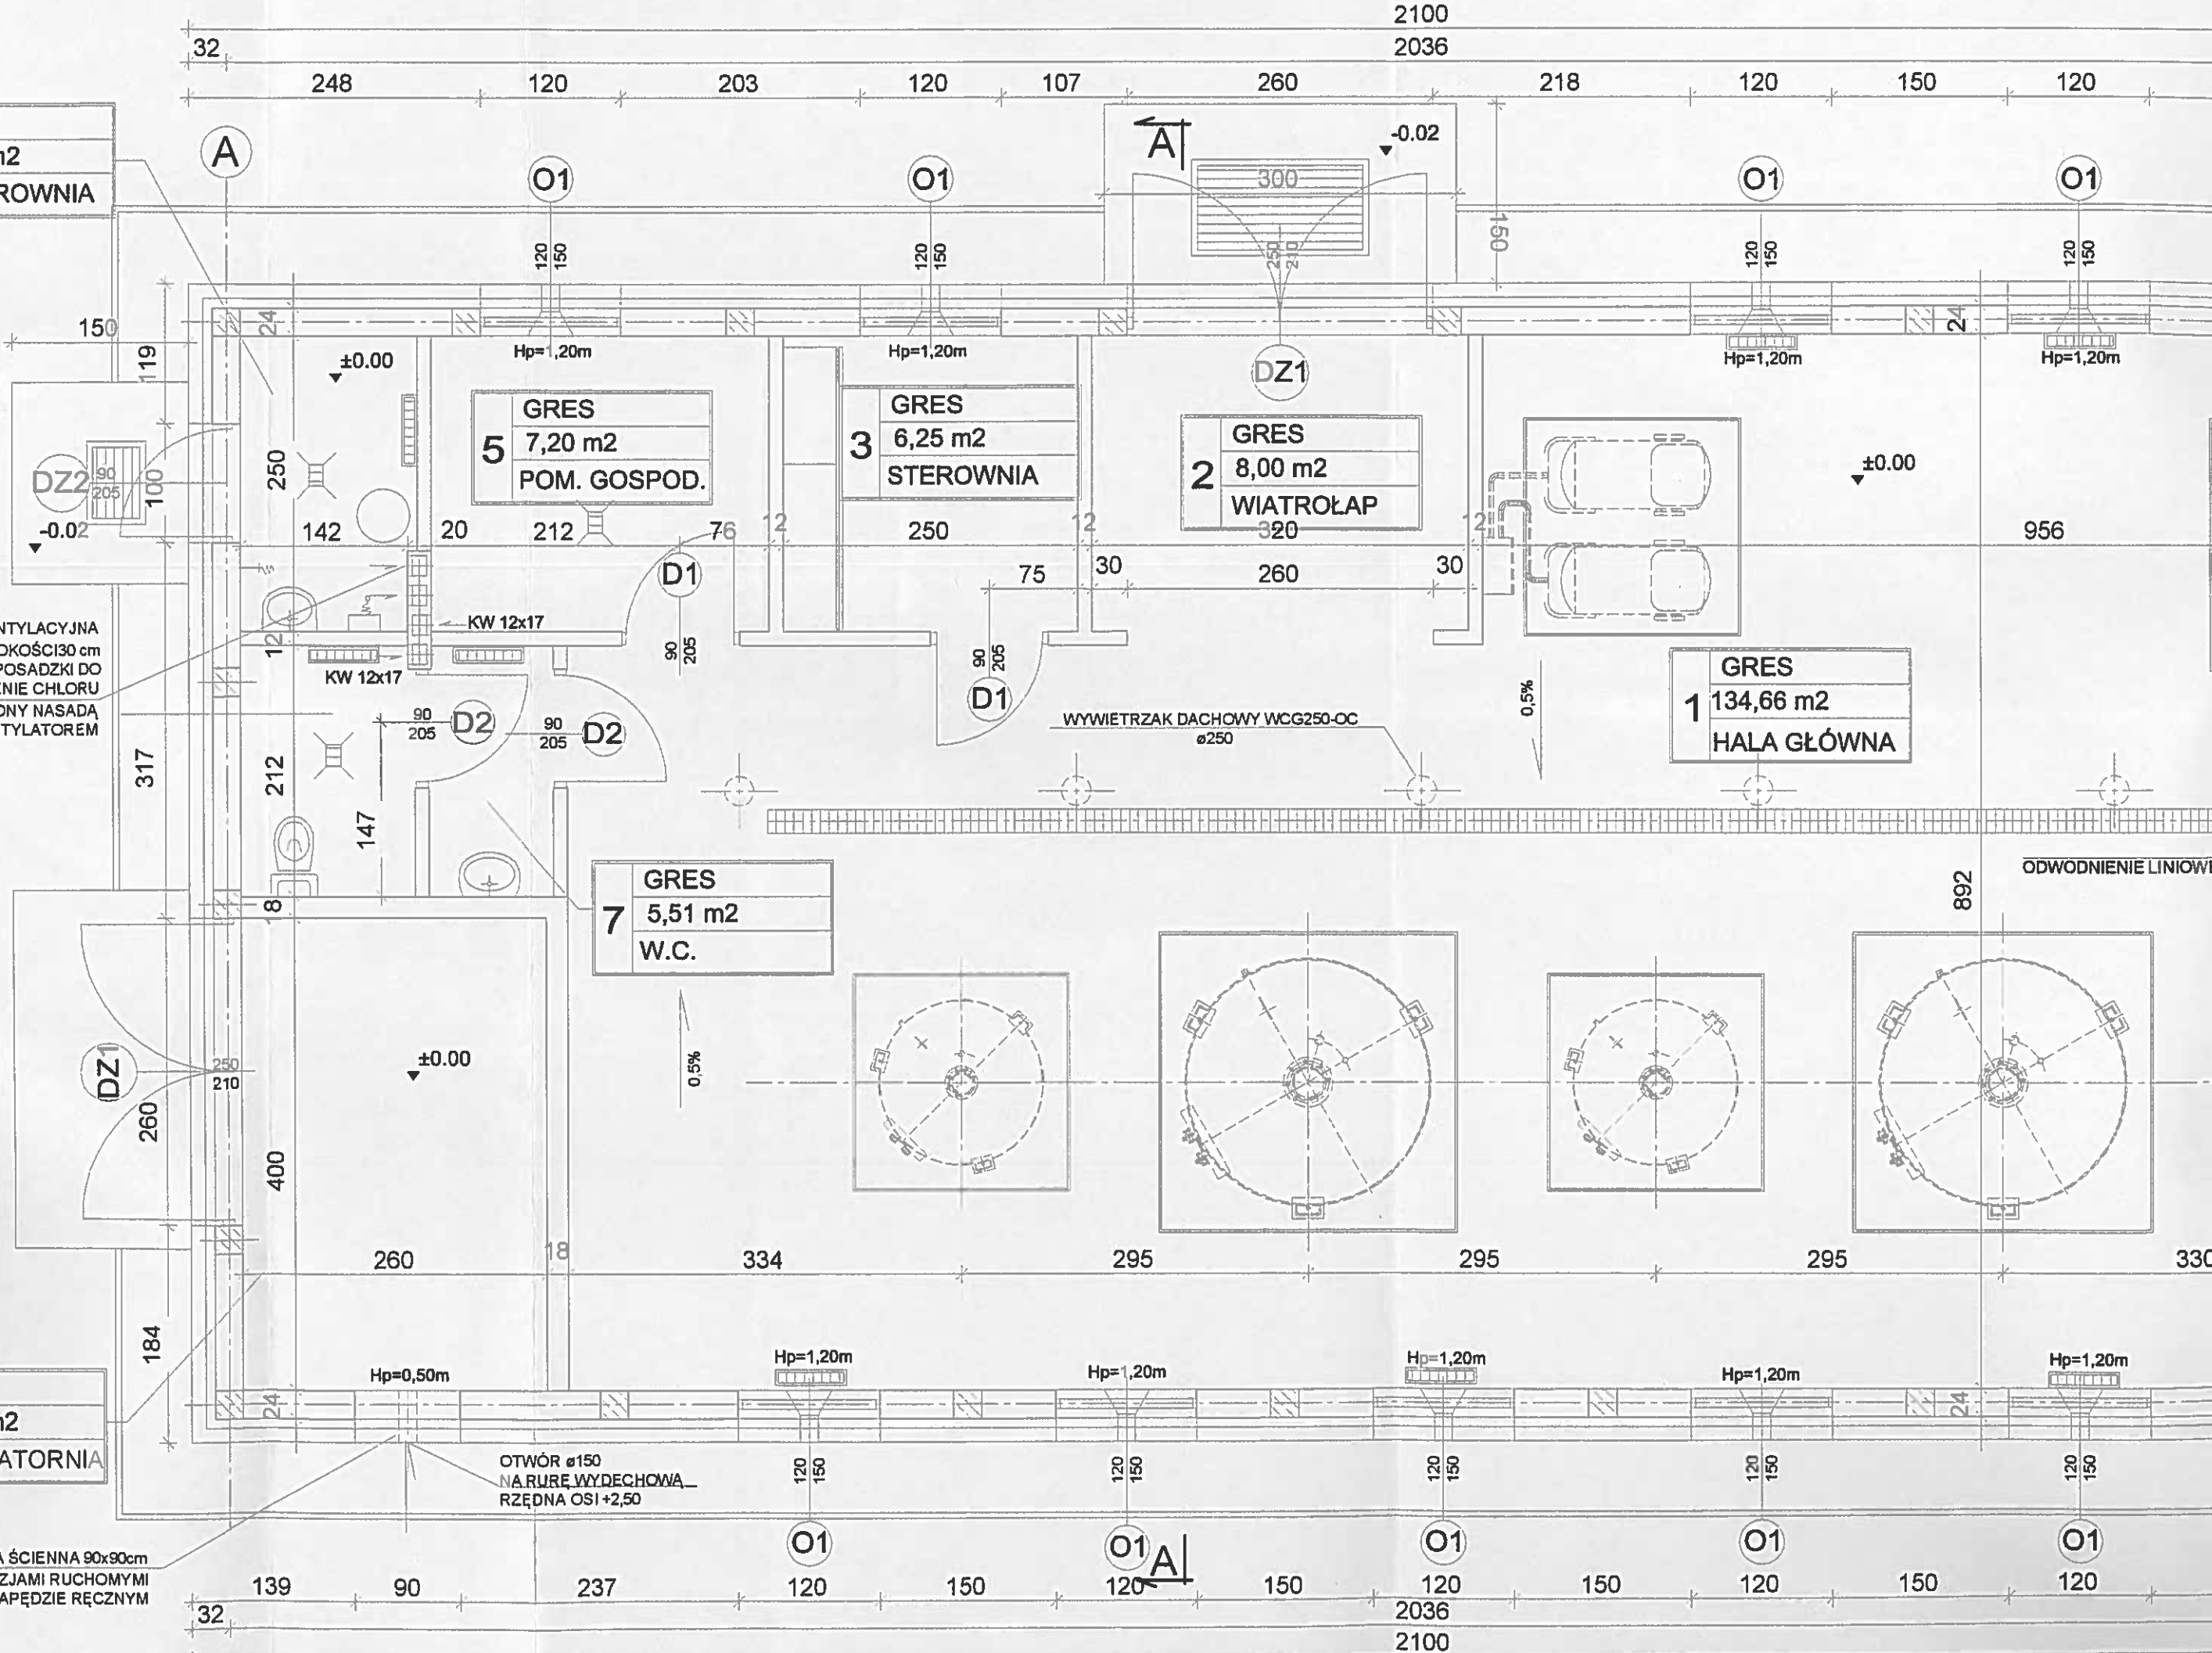 2100
32 2036
248 120 203 120 107 260 218 120 150 120
m2
ROWNIA
A
O1
O1
A
-0.02
300
150
O1
O1
120 150
120 150
250 210
120 150
120 150
150
119
24
±0.00
Hp=1,20m
Hp=1,20m
DZ1
Hp=1,20m
Hp=1,20m
24
5
GRES
7,20 m2
POM. GOSPOD.
3
GRES
6,25 m2
STEROWNIA
2
GRES
8,00 m2
WIATROŁAP
±0.00
DZ2
90
205
100
250
-0.02
142 20 212 76 12 250 12 320 12 956
D1
75 30 260 30
NTYLACYJNA
OKOŚCI30 cm
POSADZKI DO
ENIE CHLORU
ONY NASADĄ
TYLATOREM
12
KW 12x17
KW 12x17
90 205
90 205
D1
90
205
D2
90
205
D2
WYWIETRZAK DACHOWY WCG250-OC
ø250
0,5%
1
GRES
134,66 m2
HALA GŁÓWNA
317
212
147
18
7
GRES
5,51 m2
W.C.
892
ODWODNIENIE LINIOW
DZ1
250
210
260
±0.00
0,5%
400
260 18 334 295 295 295 330
184
Hp=0,50m
Hp=1,20m
Hp=1,20m
Hp=1,20m
Hp=1,20m
Hp=1,20m
24
24
m2
ATORNIA
OTWÓR ø150
NA RURĘ WYDECHOWĄ
RZĘDNA OSI +2,50
120 150
120 150
120 150
120 150
120 150
O1
O1
A
O1
O1
O1
A ŚCIENNA 90x90cm
ZJAMI RUCHOMYMI
APĘDZIE RĘCZNYM
139 90 237 120 150 120 150 120 150 120 150 120
32 2036
2100